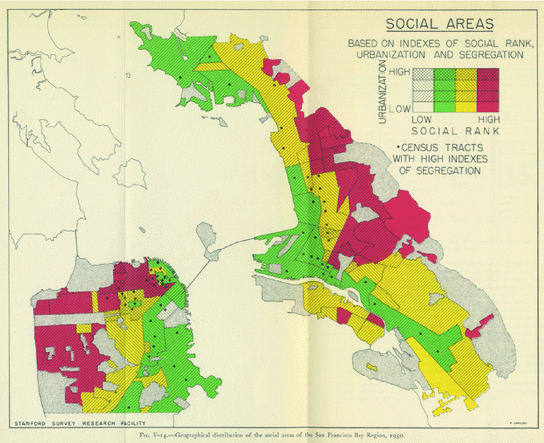 SOCIAL AREAS
BASED ON INDEXES OF SOCIAL RANK,
URBANIZATION AND SEGREGATION
URBANIZATION
HIGH
LOW
LOW HIGH
SOCIAL RANK
•CENSUS TRACTS
WITH HIGH INDEXES
OF SEGREGATION
STANFORD SURVEY RESEARCH FACILITY
FIG. V-14.—Geographical distribution of the social areas of the San Francisco Bay Region, 1950.